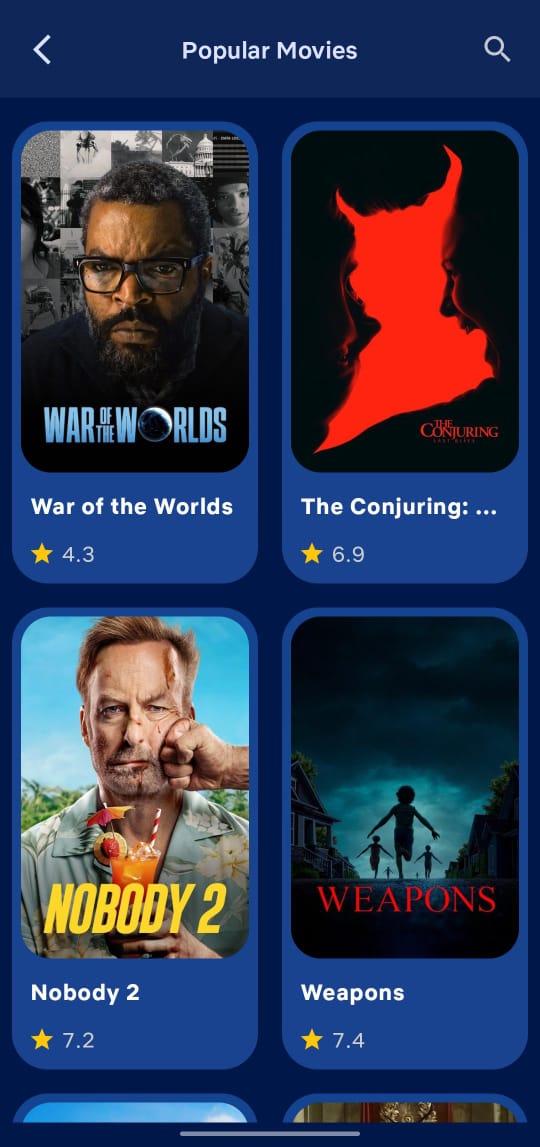 Popular Movies
WAR OF THE WORLDS
THE CONJURING
LAST RITES
War of the Worlds
The Conjuring: ...
4.3
6.9
NOBODY 2
WEAPONS
Nobody 2
Weapons
7.2
7.4